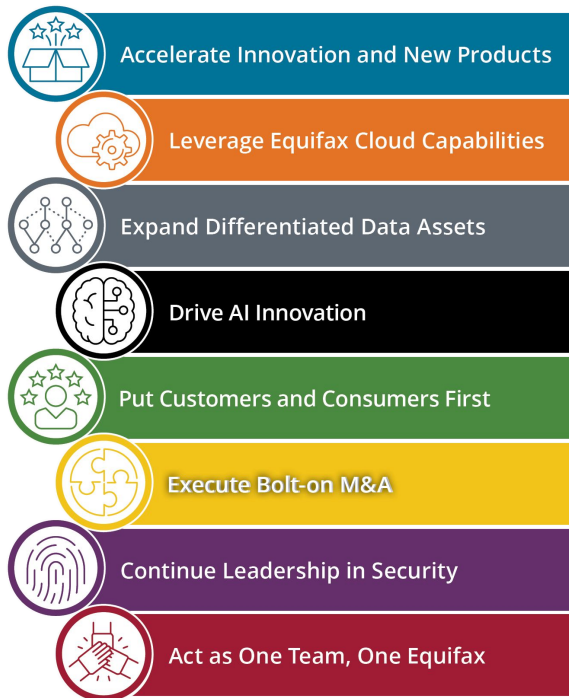 Accelerate Innovation and New Products
Leverage Equifax Cloud Capabilities
Expand Differentiated Data Assets
Drive AI Innovation
Put Customers and Consumers First
Execute Bolt-on M&A
Continue Leadership in Security
Act as One Team, One Equifax